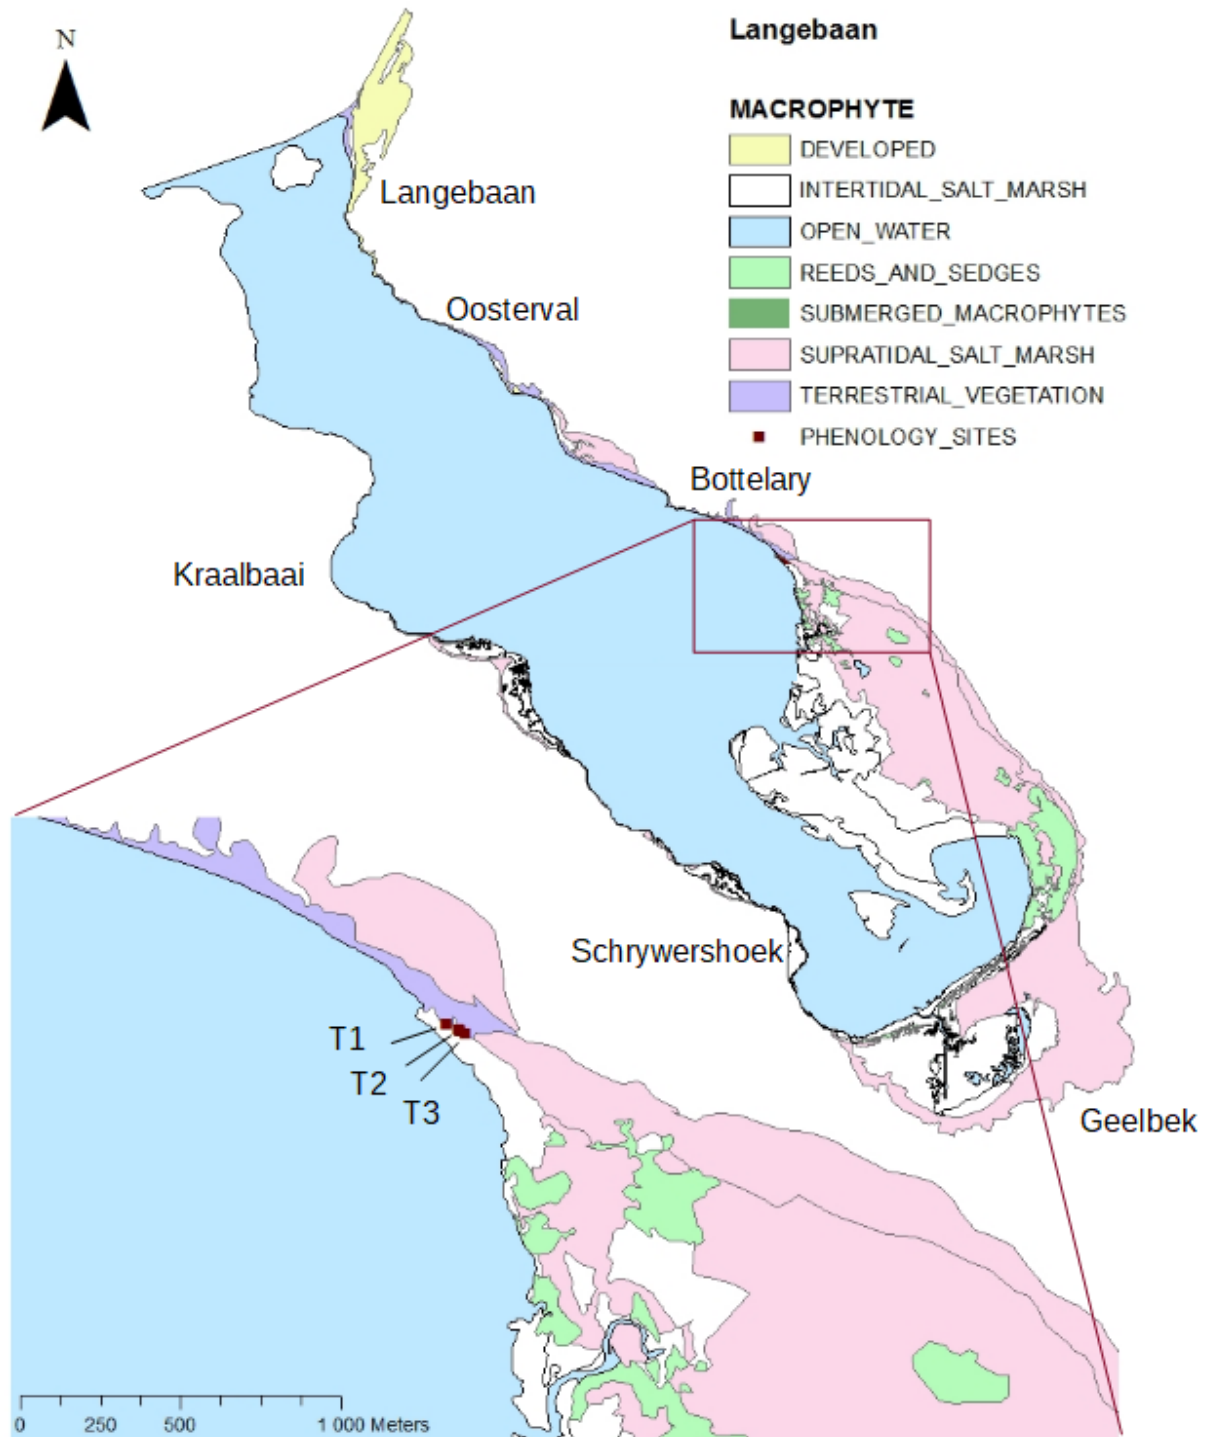 N
Langebaan
MACROPHYTE
DEVELOPED
INTERTIDAL_SALT_MARSH
OPEN_WATER
REEDS_AND_SEDGES
SUBMERGED_MACROPHYTES
SUPRATIDAL_SALT_MARSH
TERRESTRIAL_VEGETATION
PHENOLOGY_SITES
Langebaan
Oosterval
Bottelary
Kraalbaai
Schrywershoek
T1
T2
T3
Geelbek
0 250 500 1 000 Meters